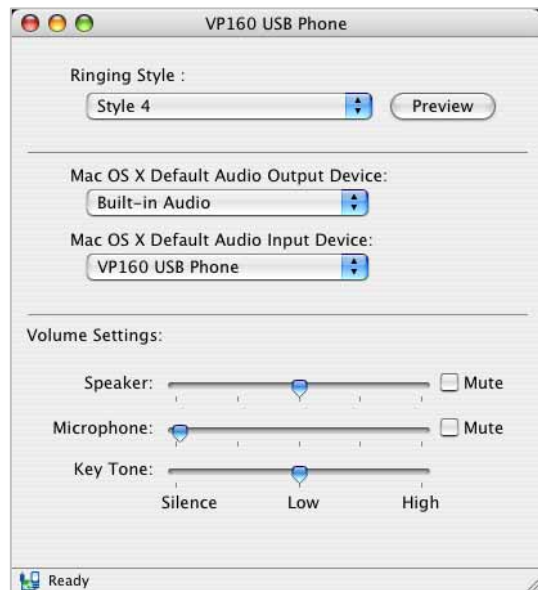 VP160 USB Phone
Ringing Style :
Style 4
Preview
Mac OS X Default Audio Output Device:
Built-in Audio
Mac OS X Default Audio Input Device:
VP160 USB Phone
Volume Settings:
Speaker: Mute
Microphone: Mute
Key Tone:
Silence Low High
Ready